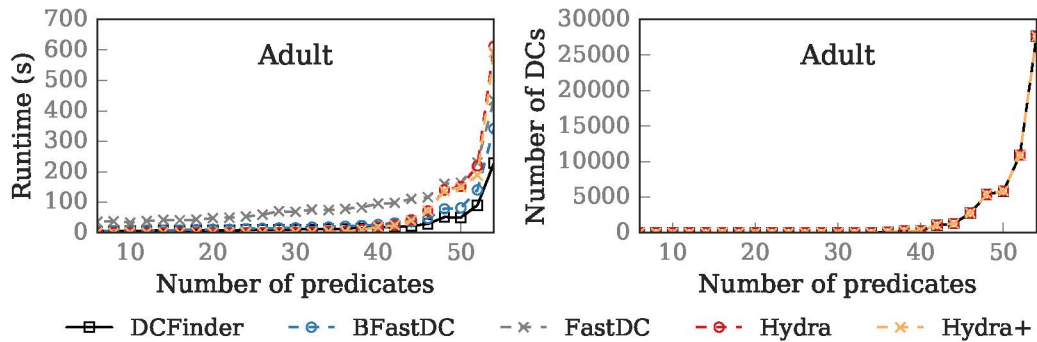 700
600
500
400
300
200
100
0
Runtime (s)
Adult
10 20 30 40 50
Number of predicates
30000
25000
20000
15000
10000
5000
0
Number of DCs
Adult
10 20 30 40 50
Number of predicates
DCFinder BFastDC FastDC Hydra Hydra+